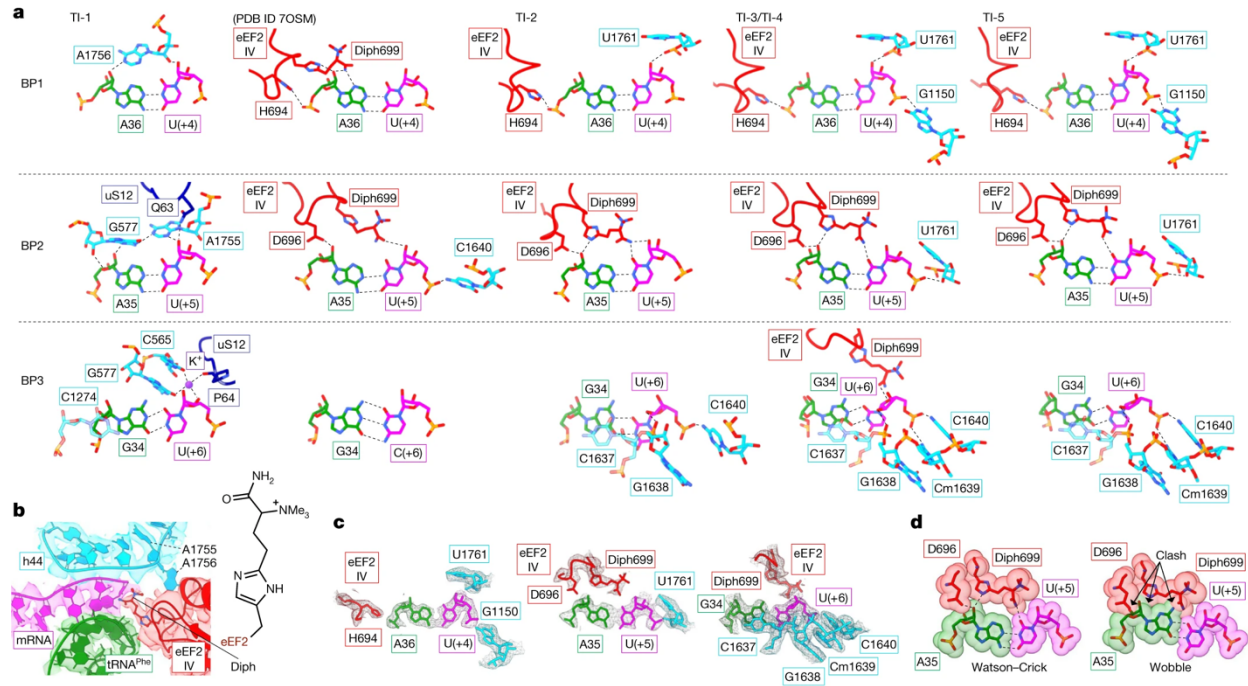 a
TI-1
(PDB ID 7OSM)
TI-2
TI-3/TI-4
TI-5
BP1
A1756
A36
U(+4)
eEF2
IV
Diph699
H694
A36
U(+4)
eEF2
IV
U1761
H694
A36
U(+4)
eEF2
IV
U1761
G1150
H694
A36
U(+4)
eEF2
IV
U1761
G1150
H694
A36
U(+4)
BP2
uS12
Q63
G577
A1755
A35
U(+5)
eEF2
IV
Diph699
D696
C1640
A35
U(+5)
eEF2
IV
Diph699
D696
A35
U(+5)
eEF2
IV
Diph699
D696
U1761
A35
U(+5)
eEF2
IV
Diph699
D696
U1761
A35
U(+5)
BP3
C565
uS12
K+
G577
C1274
P64
G34
U(+6)
G34
C(+6)
G34
U(+6)
C1640
C1637
G1638
eEF2
IV
Diph699
G34
U(+6)
C1640
C1637
G1638
Cm1639
G34
U(+6)
C1640
C1637
G1638
Cm1639
b
h44
A1755
A1756
mRNA
eEF2
tRNAPhe
eEF2
IV
Diph
NH2
O
+
NMe3
N
NH
c
eEF2
IV
H694
A36
U(+4)
U1761
G1150
eEF2
IV
Diph699
D696
U1761
A35
U(+5)
eEF2
IV
Diph699
G34
U(+6)
C1637
C1640
Cm1639
G1638
d
D696
Diph699
U(+5)
A35
Watson–Crick
D696
Clash
Diph699
U(+5)
A35
Wobble